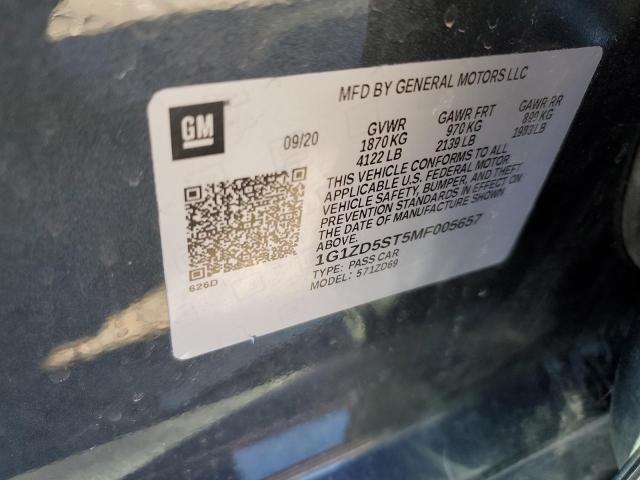 MFD BY GENERAL MOTORS LLC
GM
09/20
GVWR GAWR FRT GAWR RR
1870 KG 970 KG KG
4122 LB 2139 LB LB
THIS VEHICLE CONFORMS TO ALL
APPLICABLE U.S. FEDERAL MOTOR
VEHICLE SAFETY, BUMPER, AND THEFT
PREVENTION STANDARDS IN EFFECT ON
THE DATE OF MANUFACTURE SHOWN
ABOVE.
1G1ZD5ST5MF005657
TYPE: PASS CAR
MODEL: 571ZD69
626D